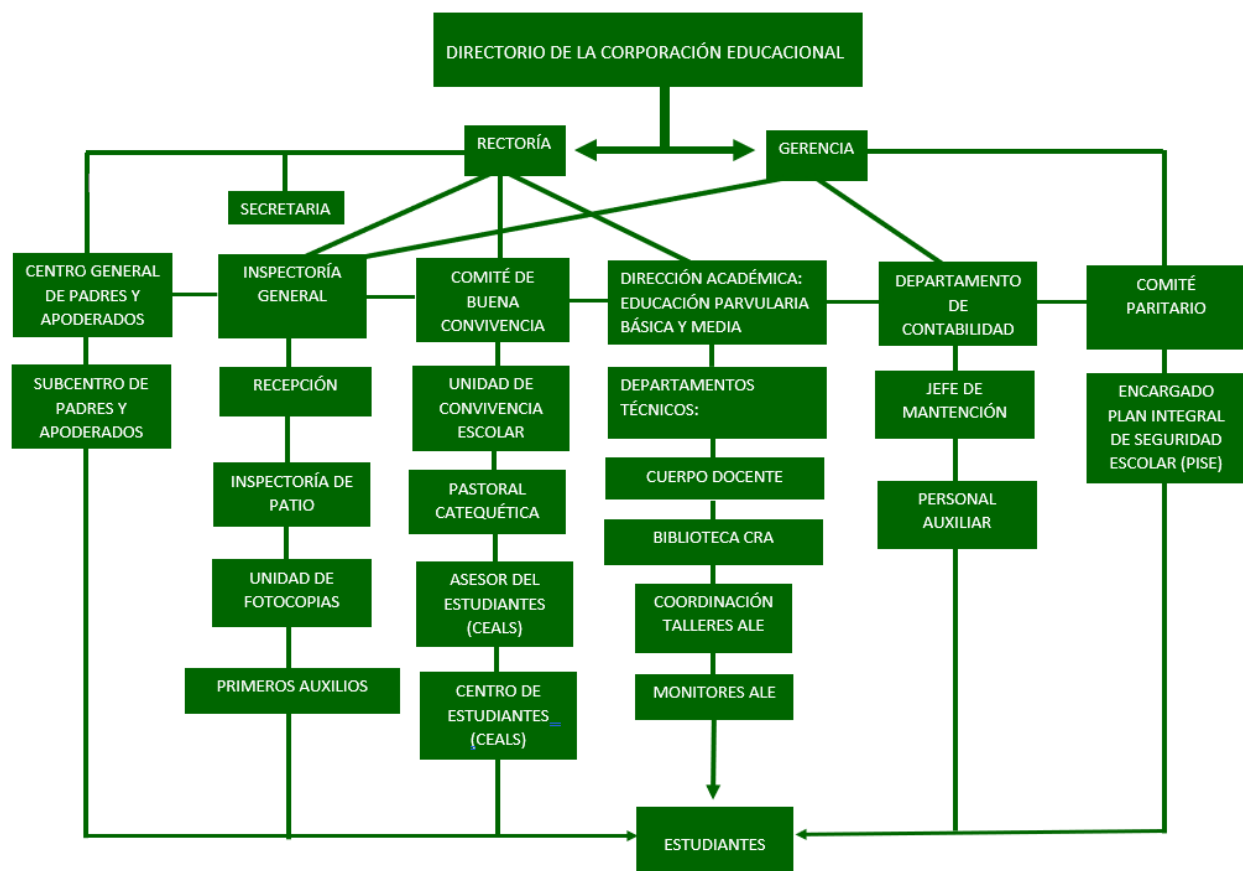 DIRECTORIO DE LA CORPORACIÓN EDUCACIONAL
RECTORÍA
GERENCIA
SECRETARIA
CENTRO GENERAL
DE PADRES Y
APODERADOS
INSPECTORÍA
GENERAL
COMITÉ DE
BUENA
CONVIVENCIA
DIRECCIÓN ACADÉMICA:
EDUCACIÓN PARVULARIA
BÁSICA Y MEDIA
DEPARTAMENTO
DE
CONTABILIDAD
COMITÉ
PARITARIO
SUBCENTRO DE
PADRES Y
APODERADOS
RECEPCIÓN
UNIDAD DE
CONVIVENCIA
ESCOLAR
DEPARTAMENTOS
TÉCNICOS:
JEFE DE
MANTENCIÓN
ENCARGADO
PLAN INTEGRAL
DE SEGURIDAD
ESCOLAR (PISE)
INSPECTORÍA DE
PATIO
PASTORAL
CATEQUÉTICA
CUERPO DOCENTE
PERSONAL
AUXILIAR
BIBLIOTECA CRA
UNIDAD DE
FOTOCOPIAS
ASESOR DEL
ESTUDIANTES
(CEALS)
COORDINACIÓN
TALLERES ALE
PRIMEROS AUXILIOS
CENTRO DE
ESTUDIANTES
(CEALS)
MONITORES ALE
ESTUDIANTES